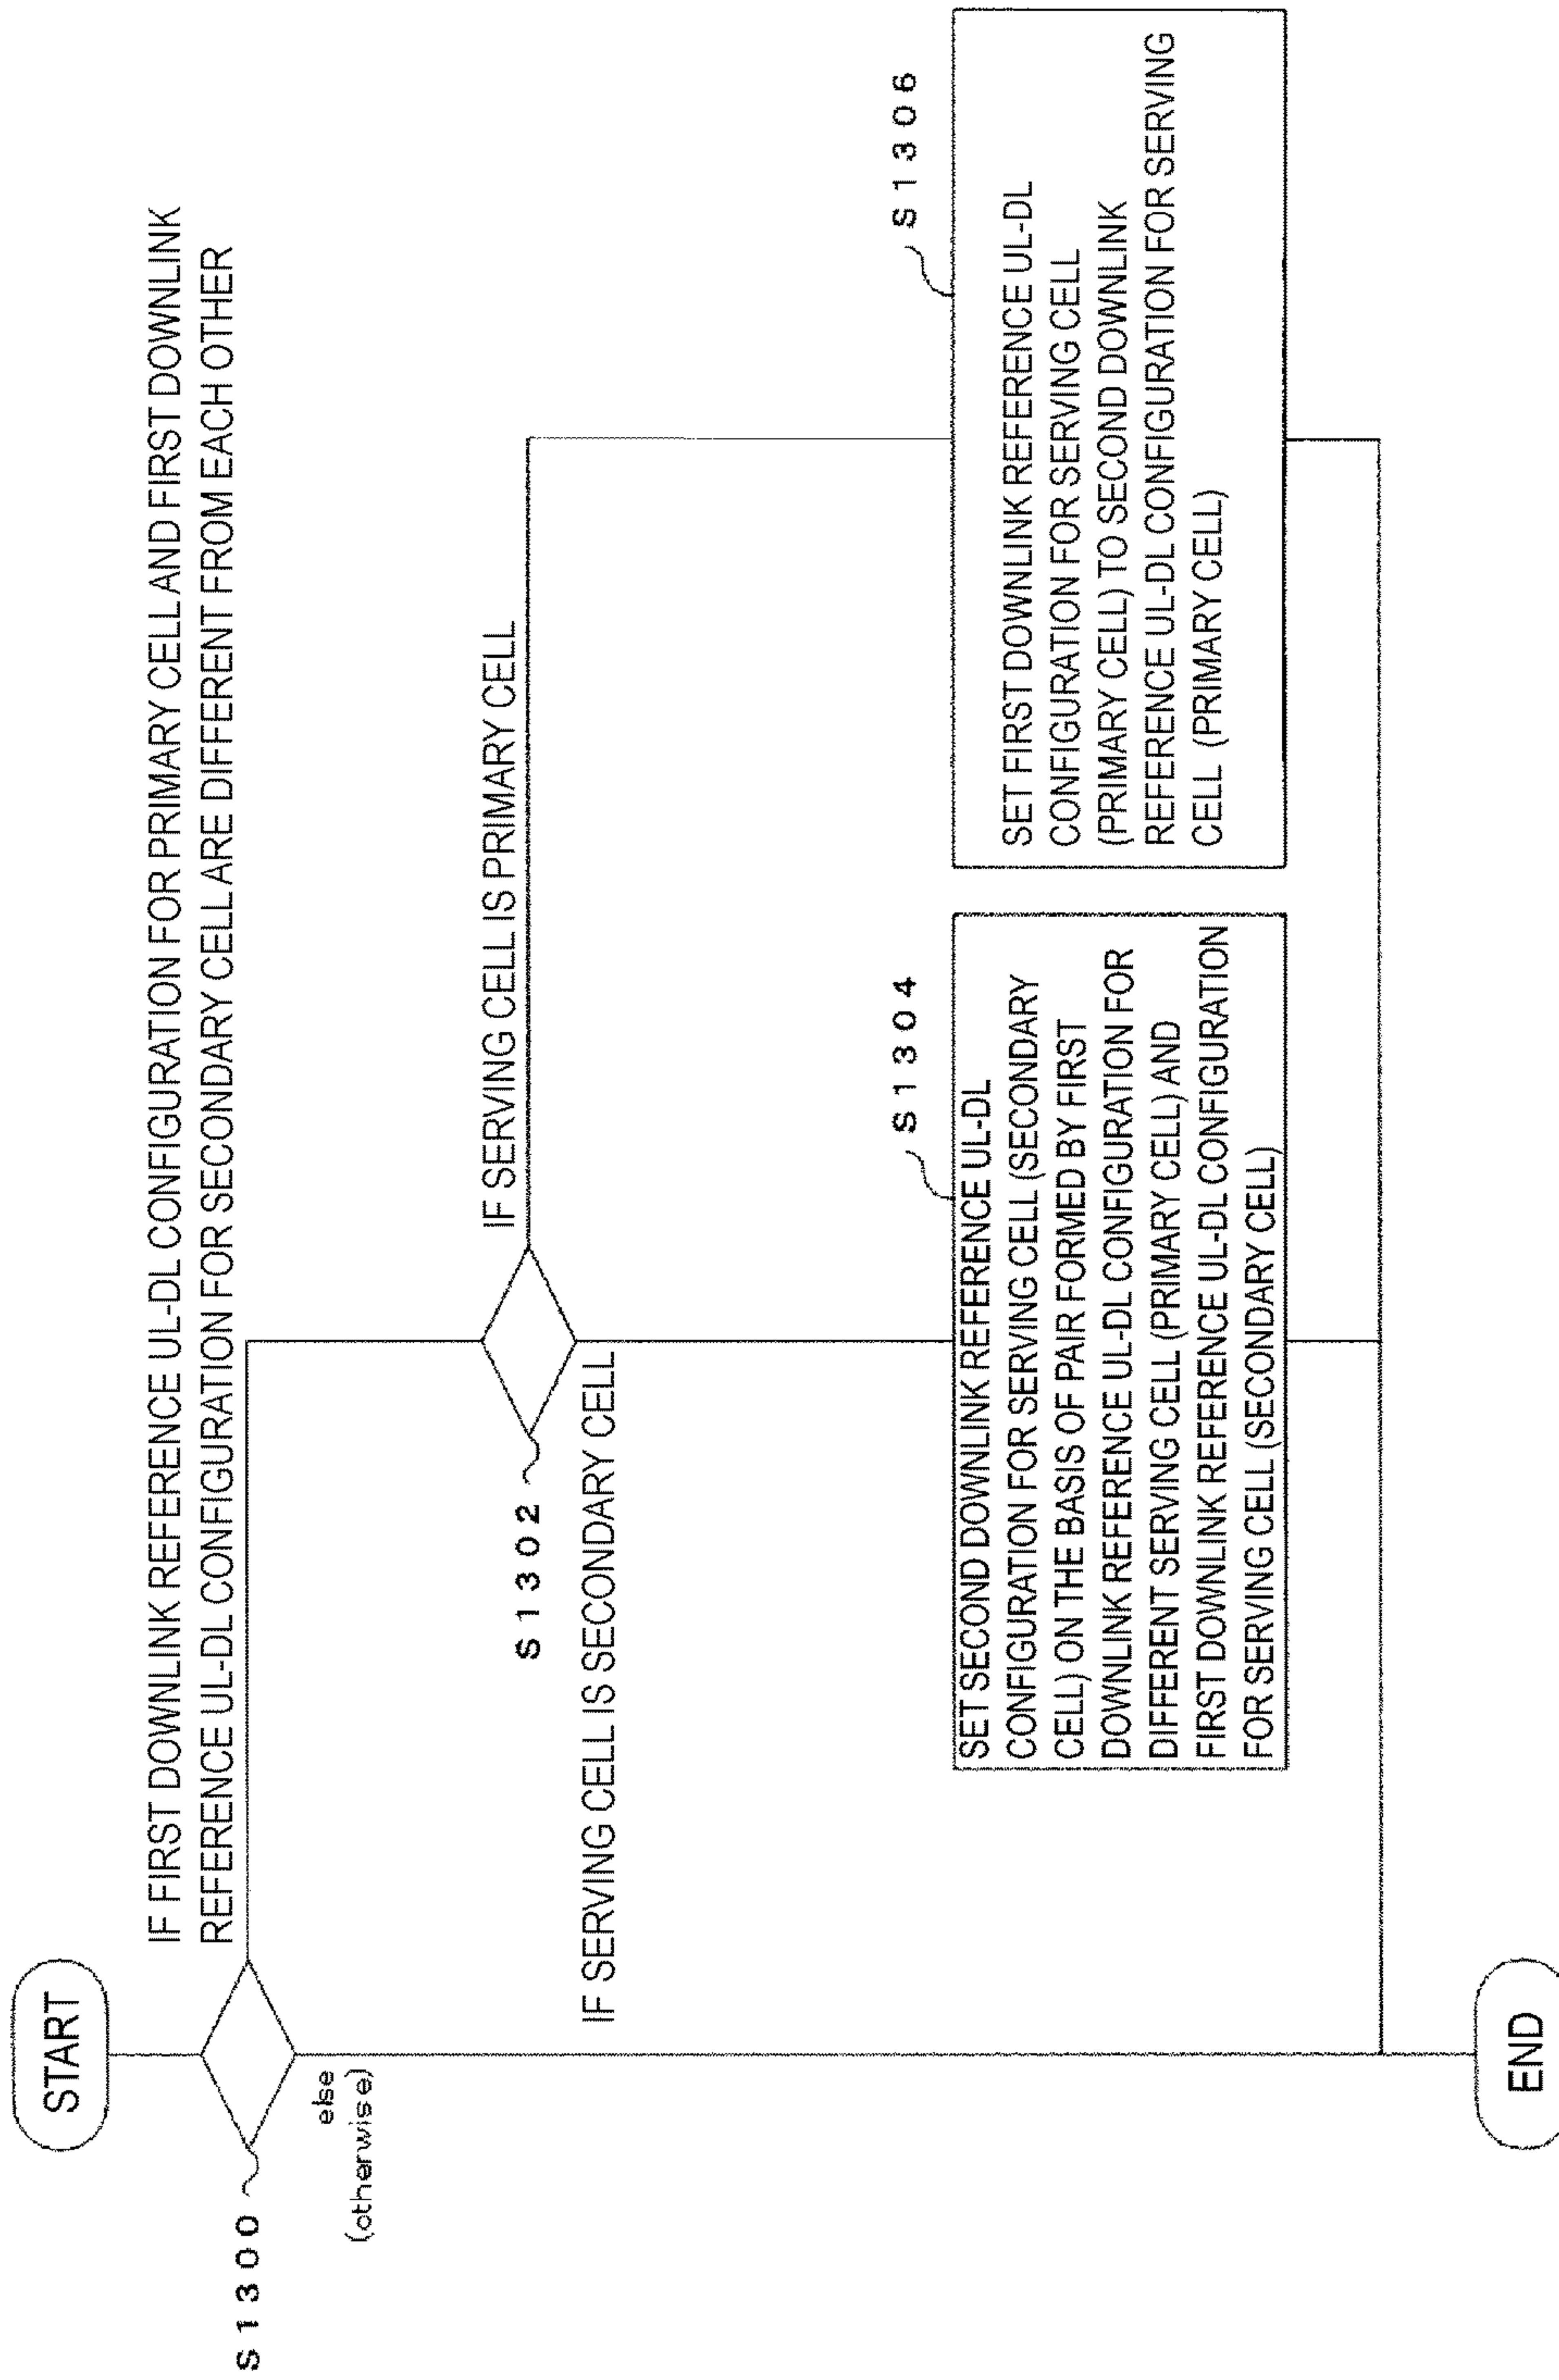 START
S1300
IF FIRST DOWNLINK REFERENCE UL-DL CONFIGURATION FOR PRIMARY CELL AND FIRST DOWNLINK
REFERENCE UL-DL CONFIGURATION FOR SECONDARY CELL ARE DIFFERENT FROM EACH OTHER
else
(otherwise)
S1302
IF SERVING CELL IS PRIMARY CELL
IF SERVING CELL IS SECONDARY CELL
S1304
SET SECOND DOWNLINK REFERENCE UL-DL
CONFIGURATION FOR SERVING CELL (SECONDARY
CELL) ON THE BASIS OF PAIR FORMED BY FIRST
DOWNLINK REFERENCE UL-DL CONFIGURATION FOR
DIFFERENT SERVING CELL (PRIMARY CELL) AND
FIRST DOWNLINK REFERENCE UL-DL CONFIGURATION
FOR SERVING CELL (SECONDARY CELL)
S1306
SET FIRST DOWNLINK REFERENCE UL-DL
CONFIGURATION FOR SERVING CELL
(PRIMARY CELL) TO SECOND DOWNLINK
REFERENCE UL-DL CONFIGURATION FOR SERVING
CELL (PRIMARY CELL)
END